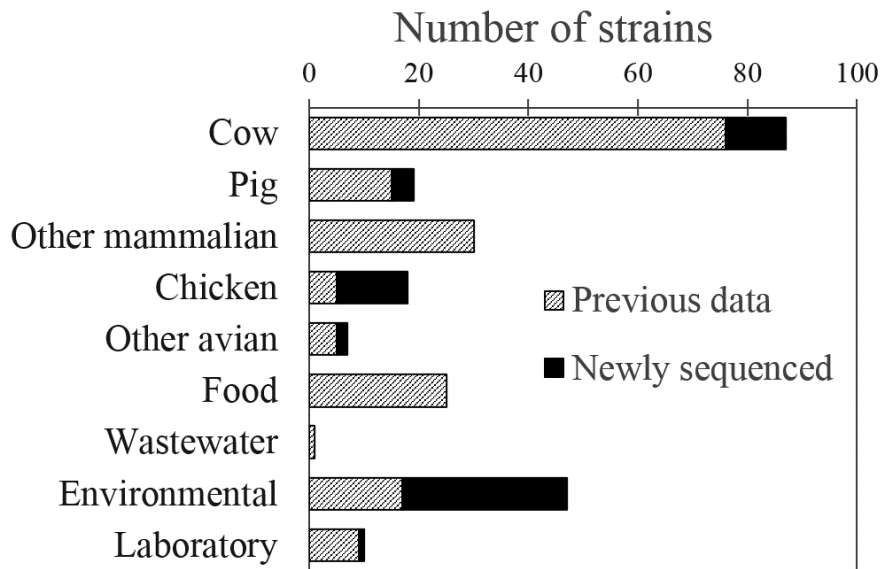 Number of strains
0 20 40 60 80 100
Cow
Pig
Other mammalian
Chicken
Other avian
Food
Wastewater
Environmental
Laboratory
Previous data
Newly sequenced